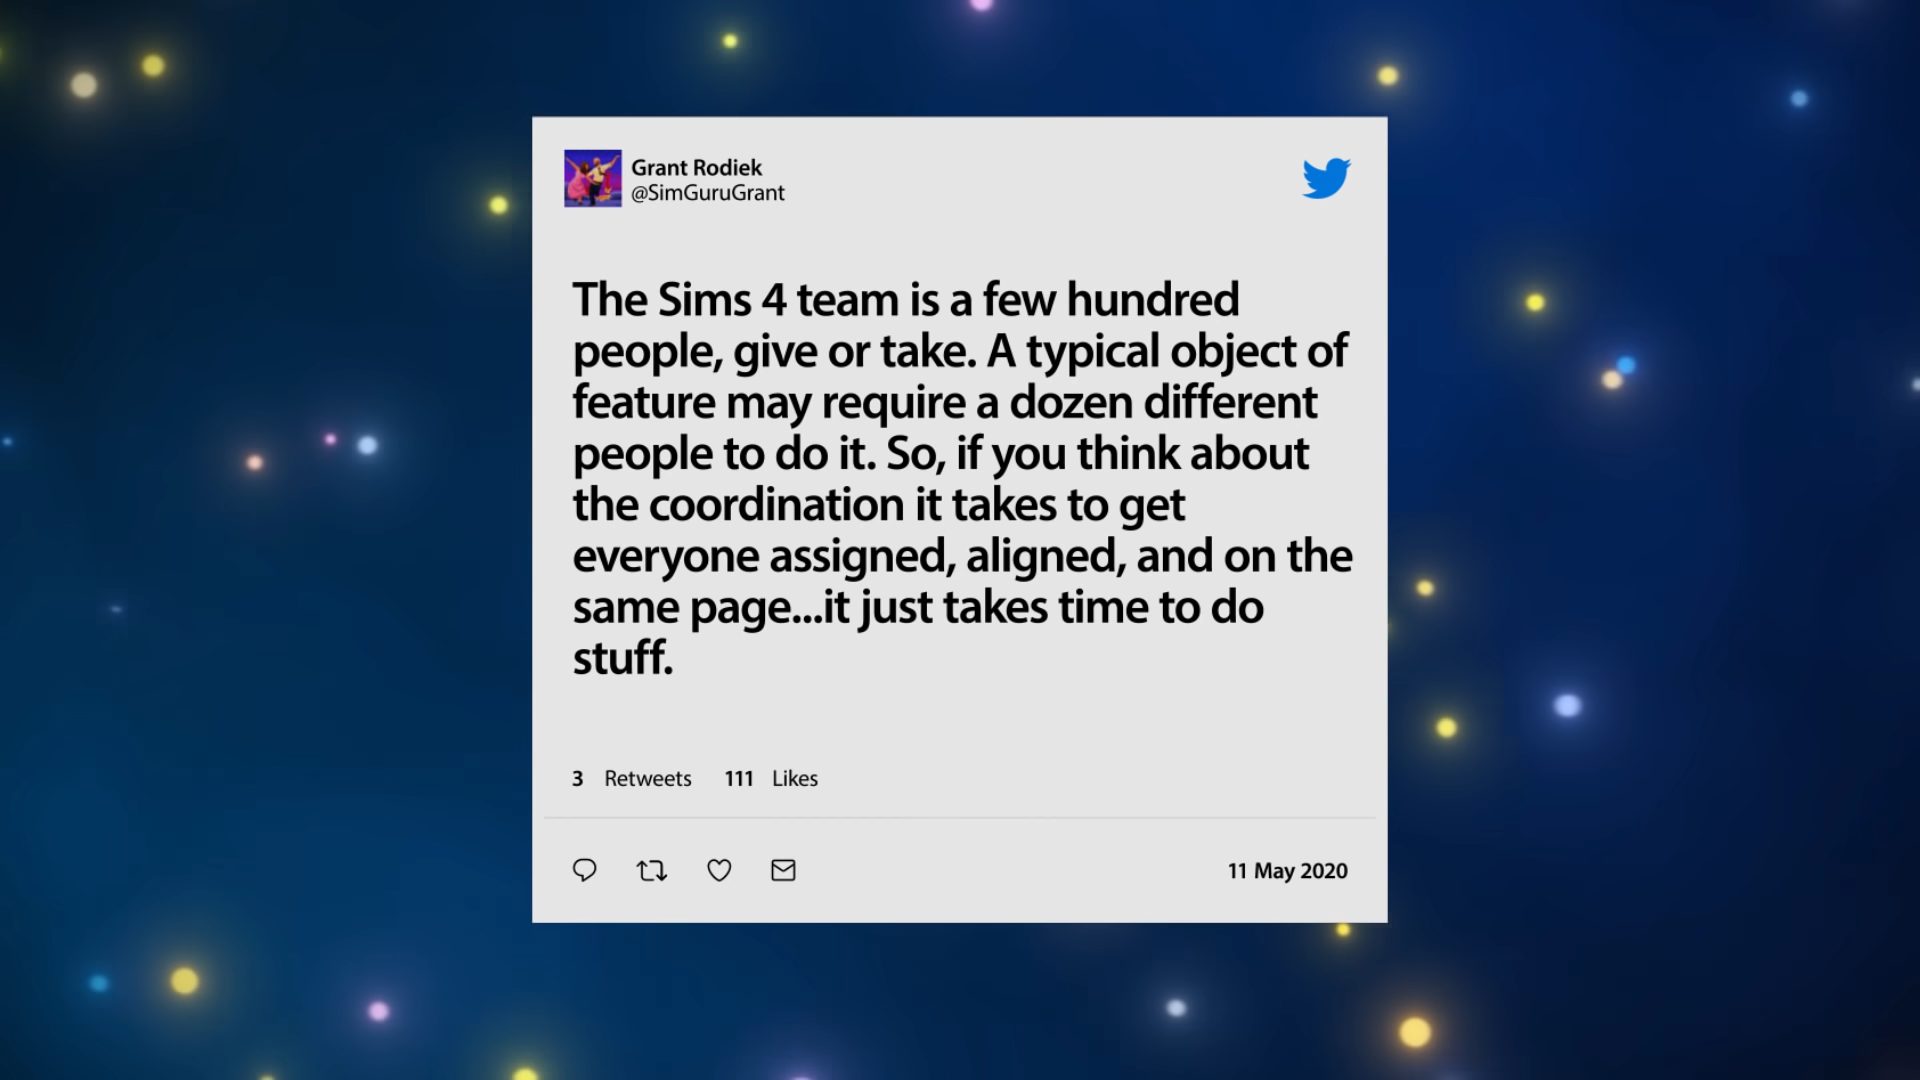 Grant Rodiek
@SimGuruGrant
The Sims 4 team is a few hundred
people, give or take. A typical object of
feature may require a dozen different
people to do it. So, if you think about
the coordination it takes to get
everyone assigned, aligned, and on the
same page...it just takes time to do
stuff.
3 Retweets 111 Likes
11 May 2020